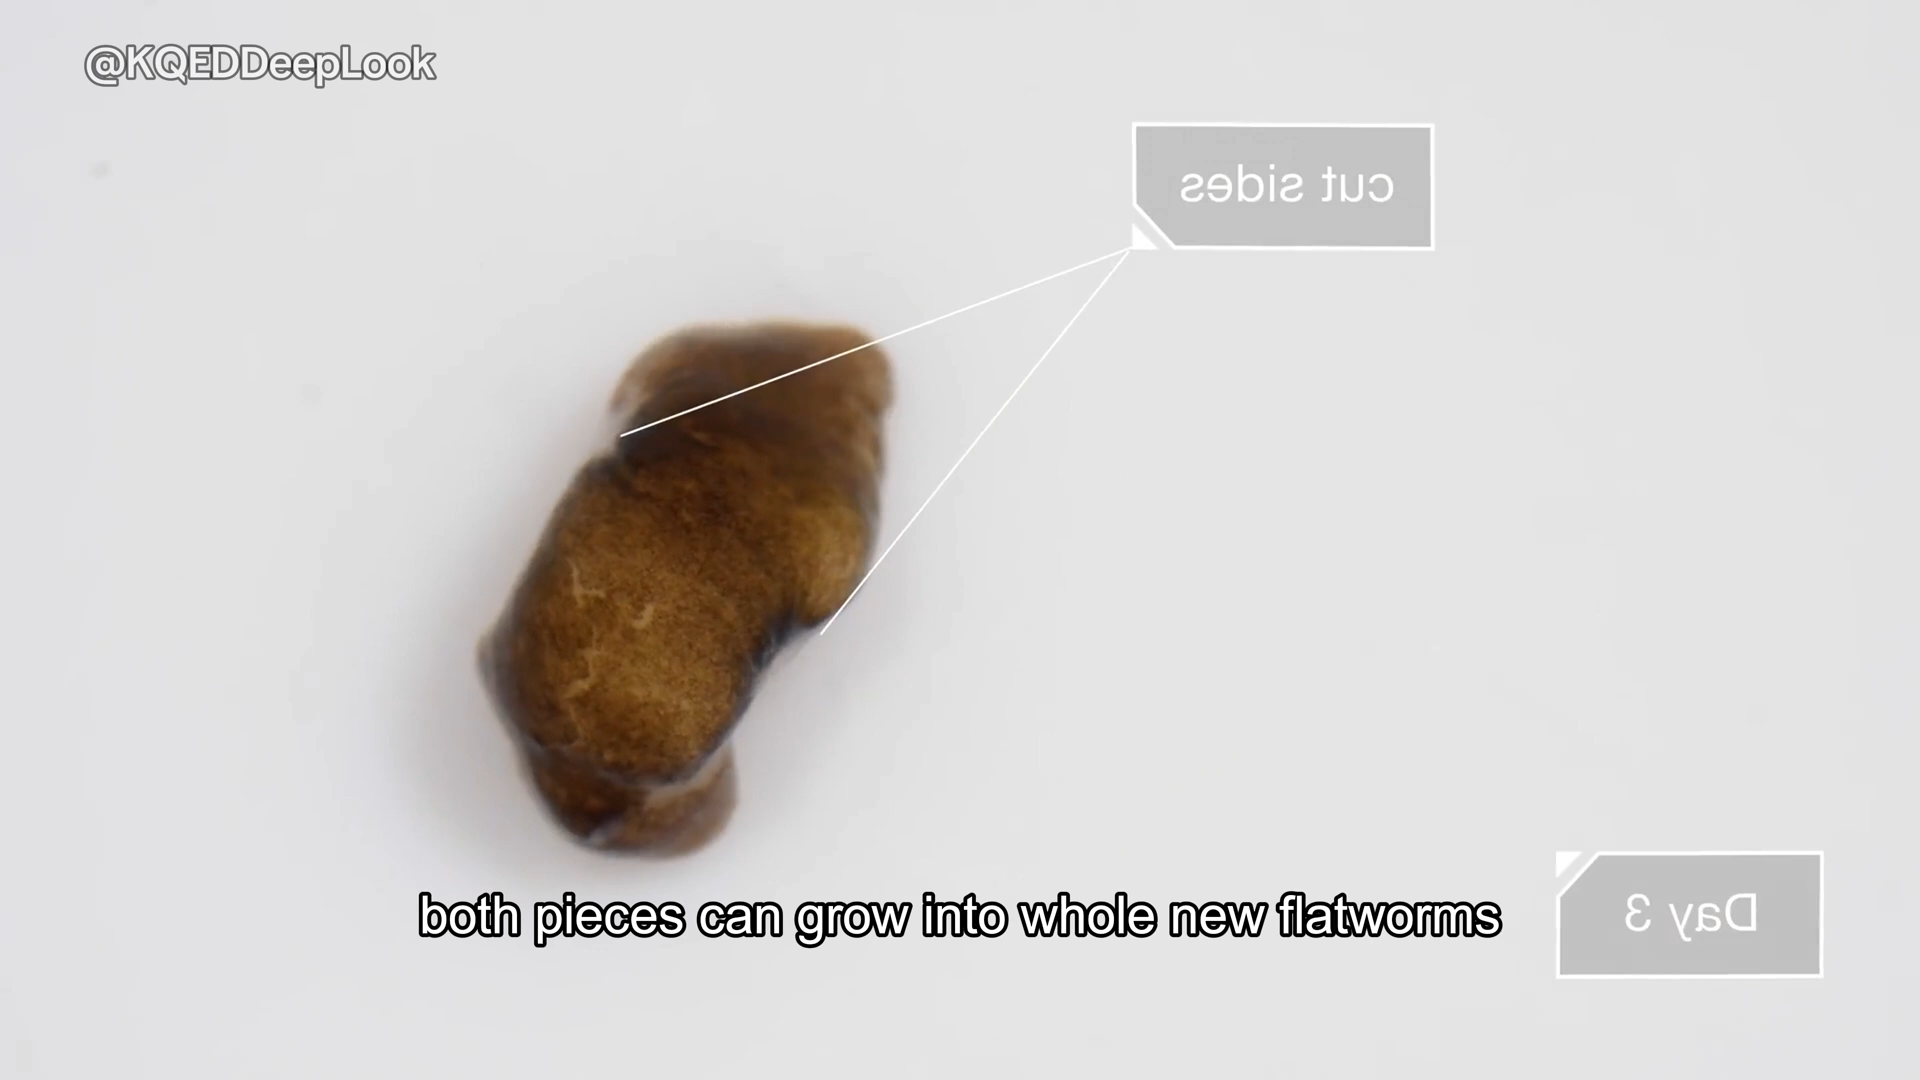 @KQEDDeepLook
cut sides
both pieces can grow into whole new flatworms
Day 3